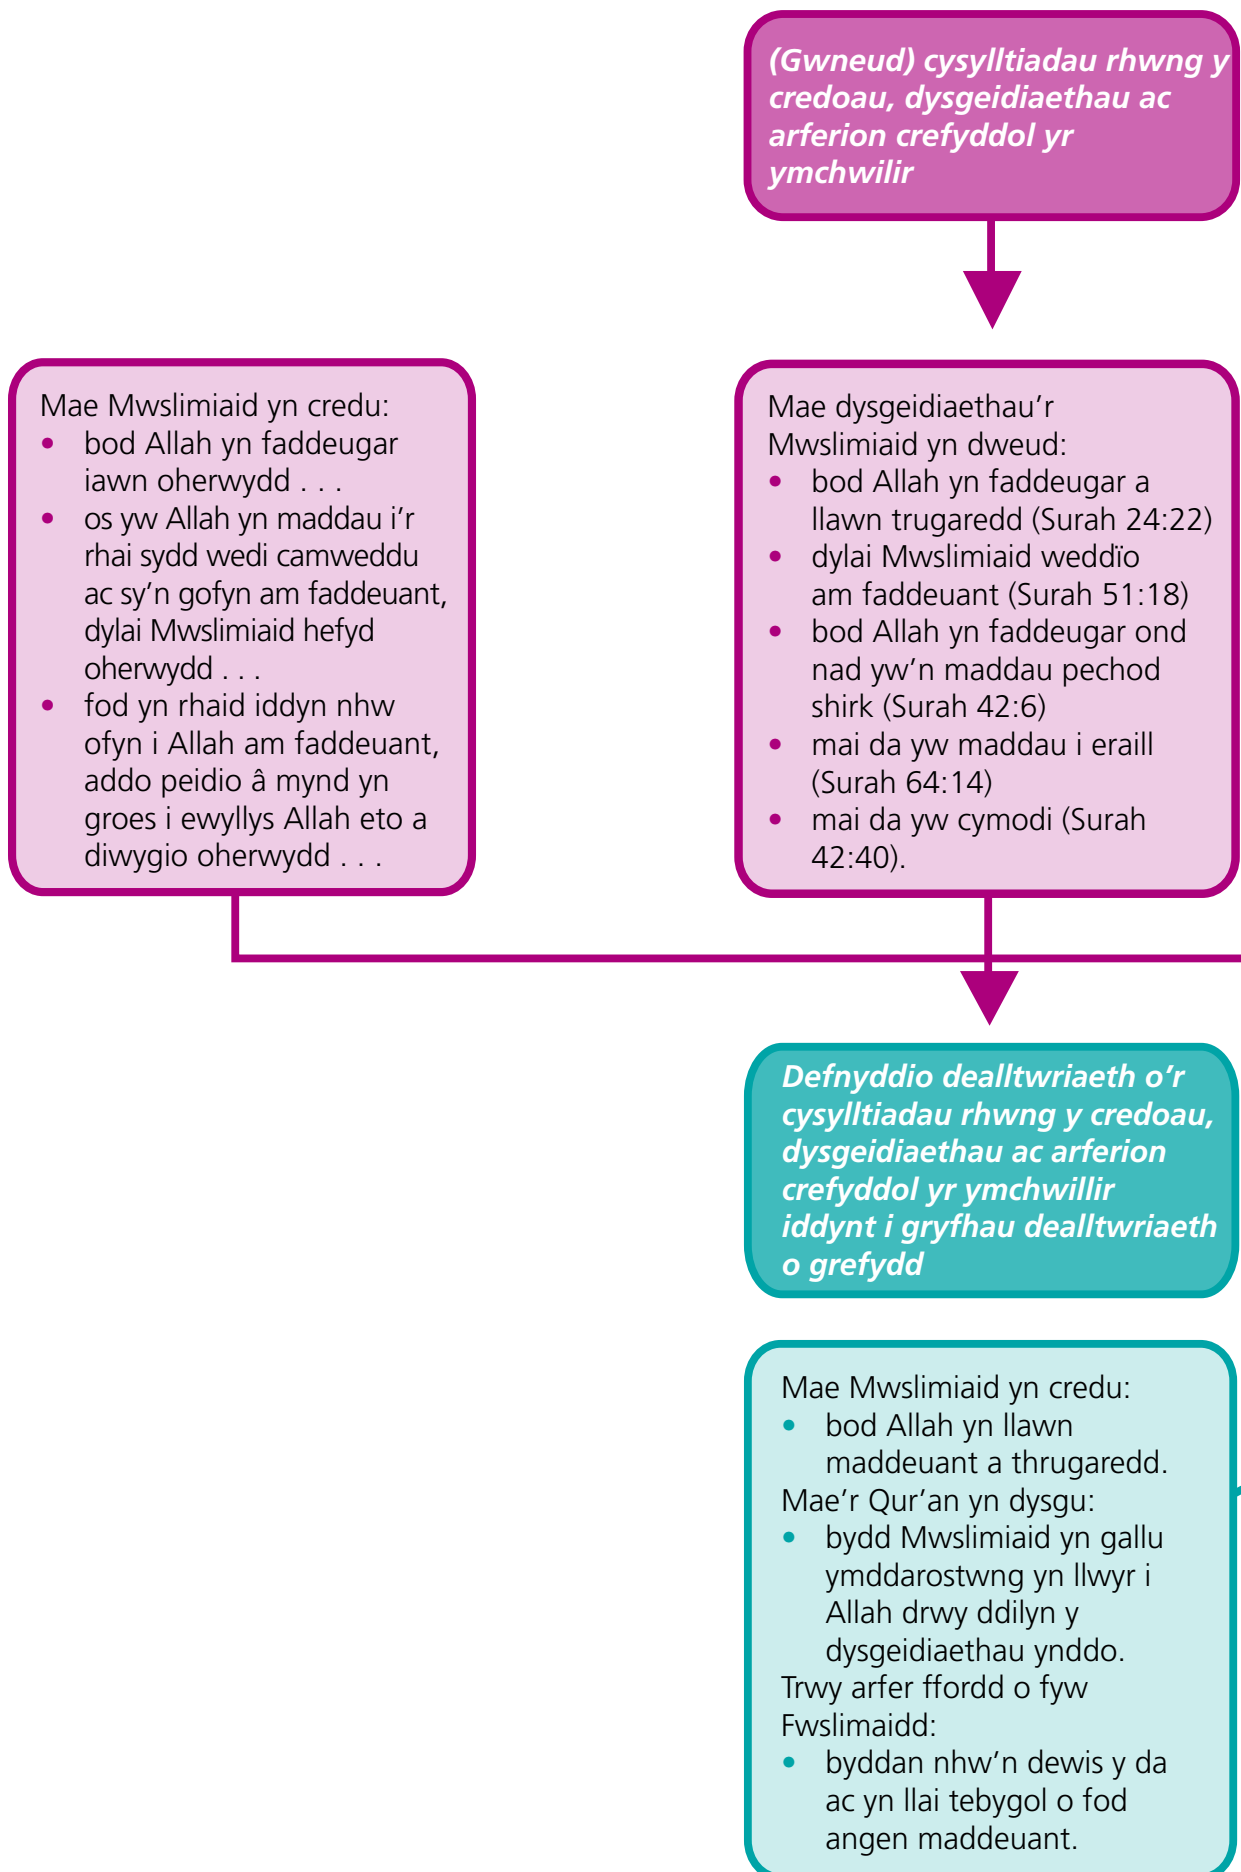 (Gwneud) cysylltiadau rhwng y
credoau, dysgeidiaethau ac
arferion crefyddol yr
ymchwilir
Mae Mwslimiaid yn credu:
• bod Allah yn faddeugar
iawn oherwydd . . .
• os yw Allah yn maddau i'r
rhai sydd wedi camweddu
ac sy'n gofyn am faddeuant,
dylai Mwslimiaid hefyd
oherwydd . . .
• fod yn rhaid iddyn nhw
ofyn i Allah am faddeuant,
addo peidio â mynd yn
groes i ewyllys Allah eto a
diwygio oherwydd . . .
Mae dysgeidiaethau'r
Mwslimiaid yn dweud:
• bod Allah yn faddeugar a
llawn trugaredd (Surah 24:22)
• dylai Mwslimiaid weddïo
am faddeuant (Surah 51:18)
• bod Allah yn faddeugar ond
nad yw'n maddau pechod
shirk (Surah 42:6)
• mai da yw maddau i eraill
(Surah 64:14)
• mai da yw cymodi (Surah
42:40).
Defnyddio dealltwriaeth o'r
cysylltiadau rhwng y credoau,
dysgeidiaethau ac arferion
crefyddol yr ymchwillir
iddynt i gryfhau dealltwriaeth
o grefydd
Mae Mwslimiaid yn credu:
• bod Allah yn llawn
maddeuant a thrugaredd.
Mae'r Qur'an yn dysgu:
• bydd Mwslimiaid yn gallu
ymddarostwng yn llwyr i
Allah drwy ddilyn y
dysgeidiaethau ynddo.
Trwy arfer ffordd o fyw
Fwslimaidd:
• byddan nhw'n dewis y da
ac yn llai tebygol o fod
angen maddeuant.